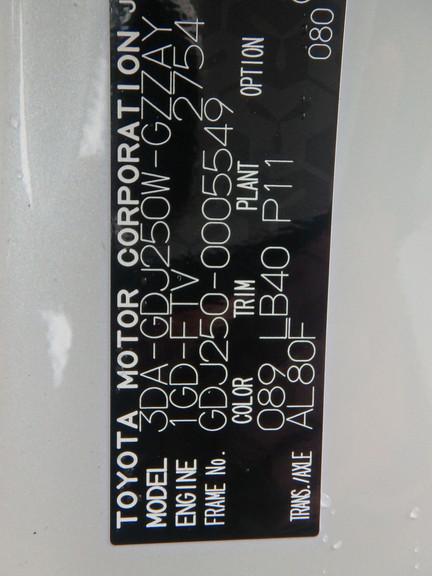 TOYOTA MOTOR CORPORATION J
MODEL 3DA-GDJ250W-GZZAY
ENGINE 1GD-FTV 2754
FRAME No. GDJ250-0005549
COLOR TRIM PLANT OPTION
089 LB40 P11
TRANS./AXLE AL80F 080